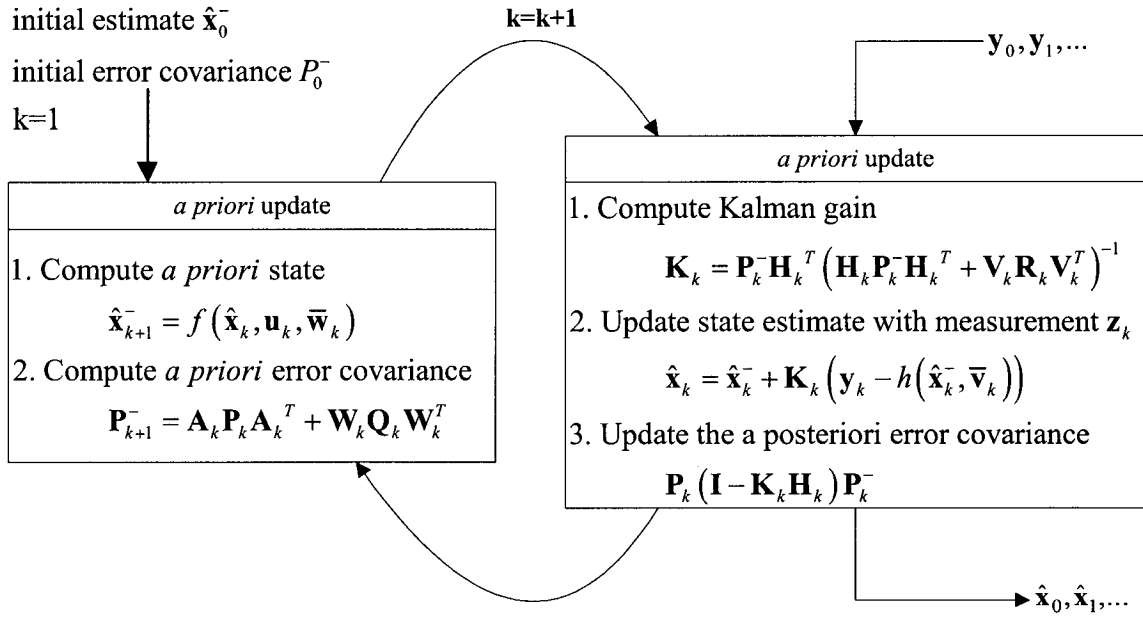 initial estimate x̂₀⁻
initial error covariance P₀⁻
k=1
k=k+1
y₀, y₁,...
a priori update
1. Compute a priori state
x̂ₖ₊₁⁻ = f(x̂ₖ, uₖ, w̄ₖ)
2. Compute a priori error covariance
Pₖ₊₁⁻ = AₖPₖAₖᵀ + WₖQₖWₖᵀ
a priori update
1. Compute Kalman gain
Kₖ = Pₖ⁻Hₖᵀ(HₖPₖ⁻Hₖᵀ + VₖRₖVₖᵀ)⁻¹
2. Update state estimate with measurement zₖ
x̂ₖ = x̂ₖ⁻ + Kₖ(yₖ − h(x̂ₖ⁻, v̄ₖ))
3. Update the a posteriori error covariance
Pₖ(I − KₖHₖ)Pₖ⁻
x̂₀, x̂₁,...